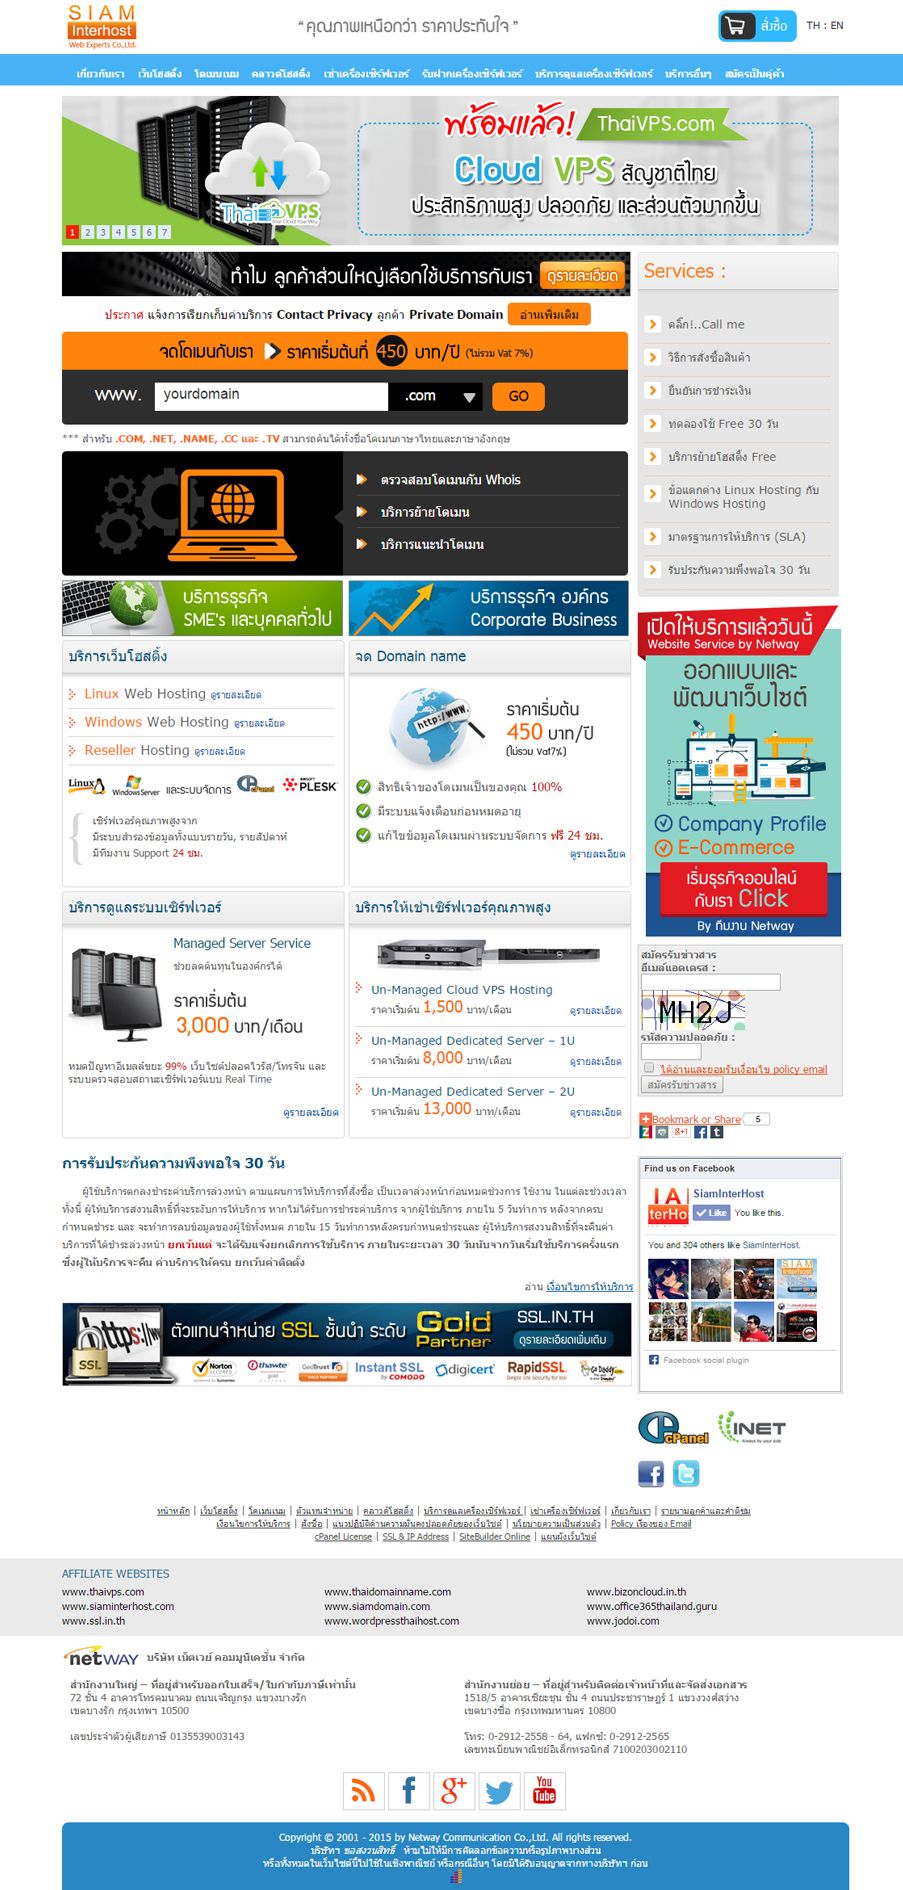 SIAM
Interhost
Web Experts Co.,Ltd.
“ คุณภาพเหนือกว่า ราคาประทับใจ ”
สั่งซื้อ
TH : EN
เกี่ยวกับเรา เว็บโฮสติ้ง โดเมนเนม คลาวด์โฮสติ้ง เช่าเครื่องเซิร์ฟเวอร์ รับฝากเครื่องเซิร์ฟเวอร์ บริการดูแลเครื่องเซิร์ฟเวอร์ บริการอื่นๆ สมัครเป็นคู่ค้า
พร้อมแล้ว! ThaiVPS.com
Cloud VPS สัญชาติไทย
ประสิทธิภาพสูง ปลอดภัย และส่วนตัวมากขึ้น
Thai VPS
Your Cloud Your Way
1 2 3 4 5 6 7
ทำไม ลูกค้าส่วนใหญ่เลือกใช้บริการกับเรา ดูรายละเอียด
ประกาศ แจ้งการเรียกเก็บค่าบริการ Contact Privacy ลูกค้า Private Domain อ่านเพิ่มเติม
จดโดเมนกับเรา ราคาเริ่มต้นที่ 450 บาท/ปี (ไม่รวม Vat 7%)
www. yourdomain .com GO
*** สำหรับ .COM, .NET, .NAME, .CC และ .TV สามารถค้นได้ทั้งชื่อโดเมนภาษาไทยและภาษาอังกฤษ
ตรวจสอบโดเมนกับ Whois
บริการย้ายโดเมน
บริการแนะนำโดเมน
บริการธุรกิจ
SME's และบุคคลทั่วไป
บริการธุรกิจ องค์กร
Corporate Business
บริการเว็บโฮสติ้ง
Linux Web Hosting ดูรายละเอียด
Windows Web Hosting ดูรายละเอียด
Reseller Hosting ดูรายละเอียด
Linux Windows Server และระบบจัดการ cPanel PLESK
เซิร์ฟเวอร์คุณภาพสูงจาก
มีระบบสำรองข้อมูลทั้งแบบรายวัน, รายสัปดาห์
มีทีมงาน Support 24 ชม.
จด Domain name
http://www.
ราคาเริ่มต้น
450 บาท/ปี
(ไม่รวม Vat7%)
สิทธิเจ้าของโดเมนเป็นของคุณ 100%
มีระบบแจ้งเตือนก่อนหมดอายุ
แก้ไขข้อมูลโดเมนผ่านระบบจัดการ ฟรี 24 ชม.
ดูรายละเอียด
บริการดูแลระบบเซิร์ฟเวอร์
Managed Server Service
ช่วยลดต้นทุนในองค์กรได้
ราคาเริ่มต้น
3,000 บาท/เดือน
หมดปัญหาอีเมลล์ขยะ 99% เว็บไซต์ปลอดไวรัส/โทรจัน และ
ระบบตรวจสอบสถานะเซิร์ฟเวอร์แบบ Real Time
ดูรายละเอียด
บริการให้เช่าเซิร์ฟเวอร์คุณภาพสูง
Un-Managed Cloud VPS Hosting
ราคาเริ่มต้น 1,500 บาท/เดือน ดูรายละเอียด
Un-Managed Dedicated Server – 1U
ราคาเริ่มต้น 8,000 บาท/เดือน ดูรายละเอียด
Un-Managed Dedicated Server – 2U
ราคาเริ่มต้น 13,000 บาท/เดือน ดูรายละเอียด
การรับประกันความพึงพอใจ 30 วัน
ผู้ใช้บริการตกลงชำระค่าบริการล่วงหน้า ตามแผนการให้บริการที่สั่งซื้อ เป็นเวลาล่วงหน้าก่อนหมดช่วงการ ใช้งาน ในแต่ละช่วงเวลา
ทั้งนี้ ผู้ให้บริการสงวนสิทธิ์ที่จะระงับการให้บริการ หากไม่ได้รับการชำระค่าบริการ จากผู้ใช้บริการ ภายใน 5 วันทำการ หลังจากครบ
กำหนดชำระ และ จะทำการลบข้อมูลของผู้ใช้ทั้งหมด ภายใน 15 วันทำการหลังครบกำหนดชำระและ ผู้ให้บริการสงวนสิทธิ์ที่จะคืนค่า
บริการที่ได้ชำระล่วงหน้า ยกเว้นแต่ จะได้รับแจ้งยกเลิกการใช้บริการ ภายในระยะเวลา 30 วันนับจากวันเริ่มใช้บริการครั้งแรก
ซึ่งผู้ให้บริการจะคืน ค่าบริการให้ครบ ยกเว้นค่าติดตั้ง
อ่าน เงื่อนไขการให้บริการ
https://w
SSL
ตัวแทนจำหน่าย SSL ชั้นนำ ระดับ Gold Partner
SSL.IN.TH
ดูรายละเอียดเพิ่มเติม
Norton SECURED powered by Symantec thawte gold PARTNER GeoTrust GOLD PARTNER Instant SSL by COMODO digicert RapidSSL Simple site security for less Go Daddy
Services :
คลิ๊ก!..Call me
วิธีการสั่งซื้อสินค้า
ยืนยันการชำระเงิน
ทดลองใช้ Free 30 วัน
บริการย้ายโฮสติ้ง Free
ข้อแตกต่าง Linux Hosting กับ
Windows Hosting
มาตรฐานการให้บริการ (SLA)
รับประกันความพึงพอใจ 30 วัน
เปิดให้บริการแล้ววันนี้
Website Service by Netway
ออกแบบและ
พัฒนาเว็บไซต์
Company Profile
E-Commerce
เริ่มธุรกิจออนไลน์
กับเรา Click
By ทีมงาน Netway
สมัครรับข่าวสาร
อีเมล์แอดเดรส :
MH2J
รหัสความปลอดภัย :
ได้อ่านและยอมรับเงื่อนไข policy email
สมัครรับข่าวสาร
Bookmark or Share 5
Find us on Facebook
SiamInterHost
Like You like this.
You and 304 others like SiamInterHost.
Facebook social plugin
cPanel INET
Always by your side
หน้าหลัก | เว็บโฮสติ้ง | โดเมนเนม | ตัวแทนจำหน่าย | คลาวด์โฮสติ้ง | บริการดูแลเครื่องเซิร์ฟเวอร์ | เช่าเครื่องเซิร์ฟเวอร์ | เกี่ยวกับเรา | รายนามลูกค้าและคำติชม
เงื่อนไขการให้บริการ | สั่งซื้อ | แนวปฏิบัติด้านความมั่นคงปลอดภัยของเว็บไซต์ | นโยบายความเป็นส่วนตัว | Policy เรื่องของ Email
cPanel License | SSL & IP Address | SiteBuilder Online | แผนผังเว็บไซต์
AFFILIATE WEBSITES
www.thaivps.com www.thaidomainname.com www.bizoncloud.in.th
www.siaminterhost.com www.siamdomain.com www.office365thailand.guru
www.ssl.in.th www.wordpressthaihost.com www.jodoi.com
netway บริษัท เน็ตเวย์ คอมมูนิเคชั่น จำกัด
สำนักงานใหญ่ – ที่อยู่สำหรับออกใบเสร็จ/ใบกำกับภาษีเท่านั้น
72 ชั้น 4 อาคารโทรคมนาคม ถนนเจริญกรุง แขวงบางรัก
เขตบางรัก กรุงเทพฯ 10500
เลขประจำตัวผู้เสียภาษี 0135539003143
สำนักงานย่อย – ที่อยู่สำหรับติดต่อเจ้าหน้าที่และจัดส่งเอกสาร
1518/5 อาคารเชียะชุน ชั้น 4 ถนนประชาราษฎร์ 1 แขวงวงศ์สว่าง
เขตบางซื่อ กรุงเทพมหานคร 10800
โทร: 0-2912-2558 - 64, แฟกซ์: 0-2912-2565
เลขทะเบียนพาณิชย์อิเล็กทรอนิกส์ 7100203002110
You Tube
Copyright © 2001 - 2015 by Netway Communication Co.,Ltd. All rights reserved.
บริษัทฯ ขอสงวนสิทธิ์ ห้ามไม่ให้มีการคัดลอกข้อความหรือรูปภาพบางส่วน
หรือทั้งหมดในเว็บไซต์นี้ไปใช้ในเชิงพาณิชย์ หรือกรณีอื่นๆ โดยมิได้รับอนุญาตจากทางบริษัทฯ ก่อน